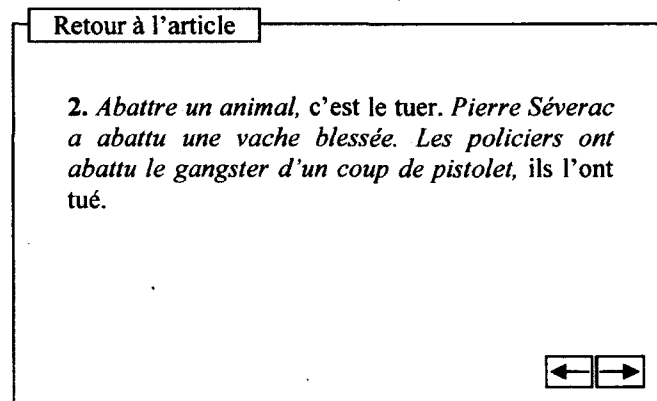 Retour à l'article
2. Abattre un animal, c'est le tuer. Pierre Séverac
a abattu une vache blessée. Les policiers ont
abattu le gangster d'un coup de pistolet, ils l'ont
tué.